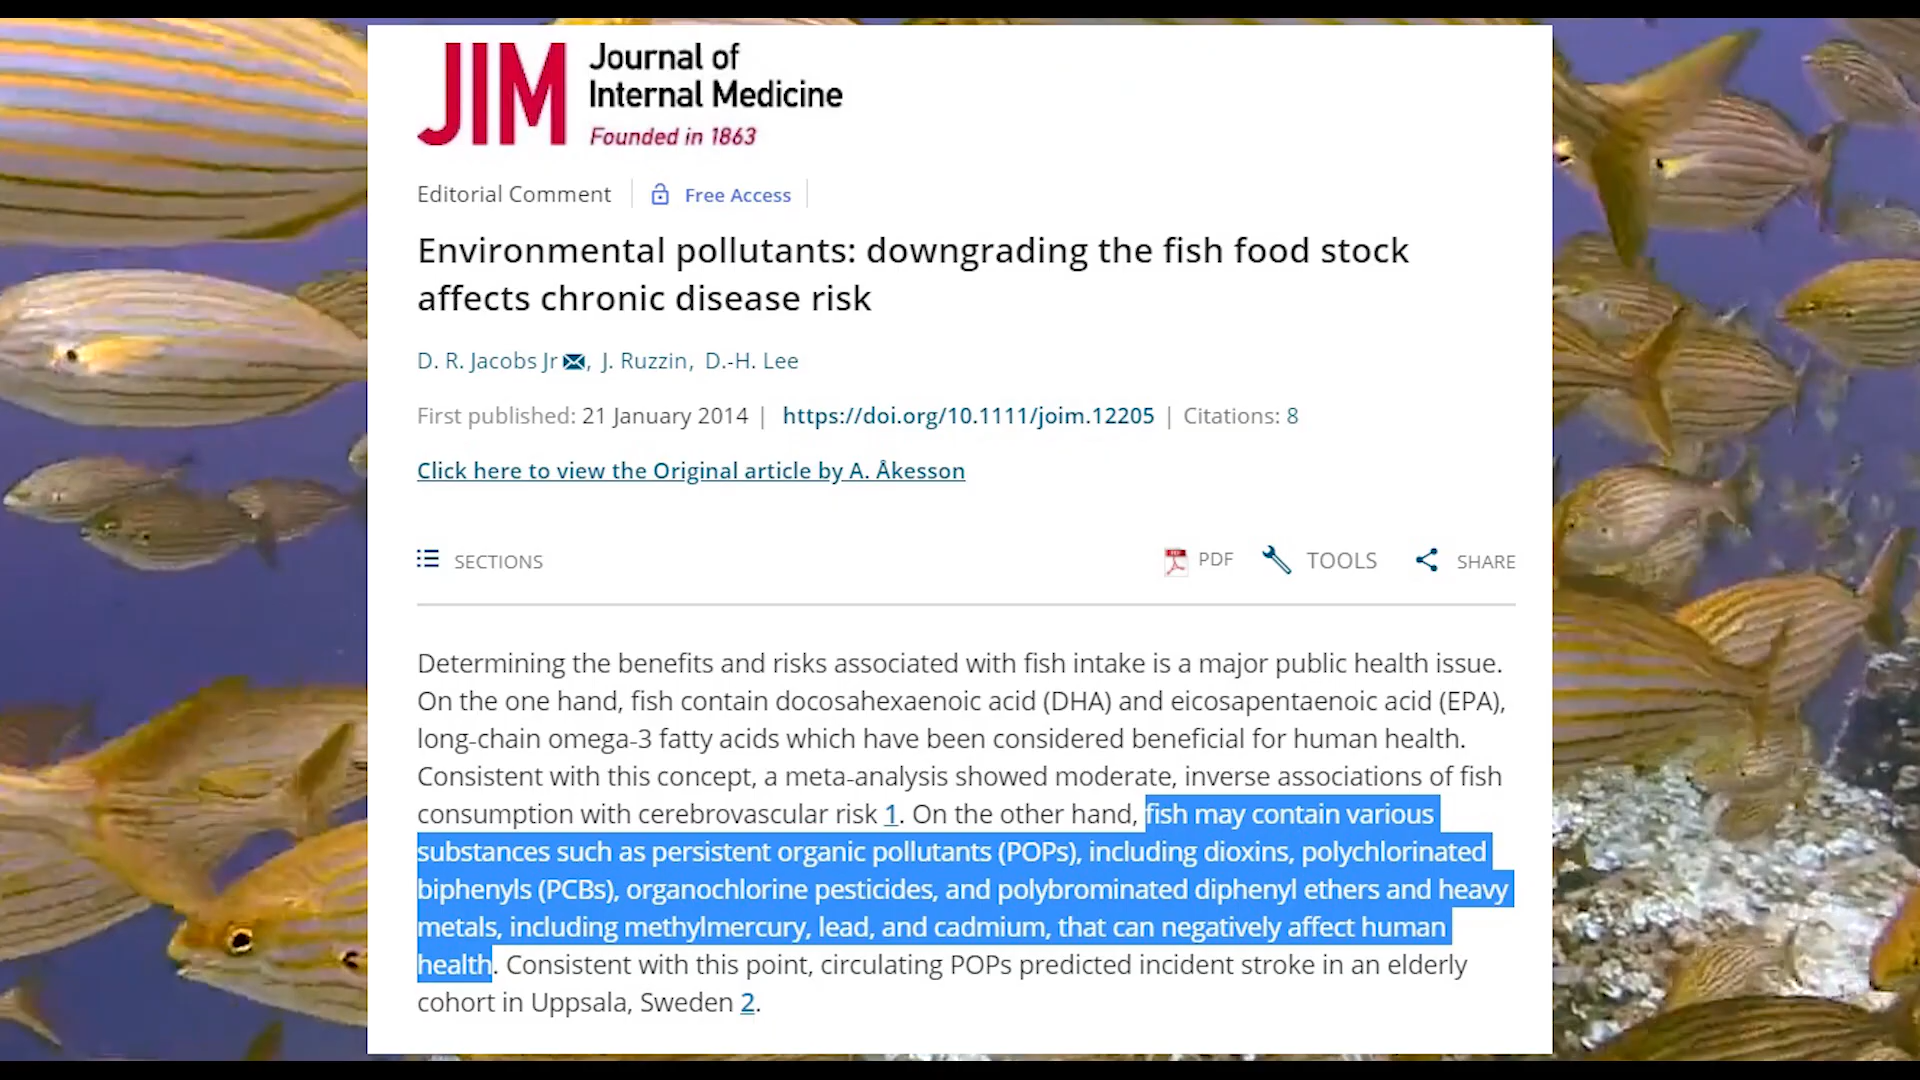 JIM
Journal of
Internal Medicine
Founded in 1863
Editorial Comment
Free Access
Environmental pollutants: downgrading the fish food stock
affects chronic disease risk
D. R. Jacobs Jr, J. Ruzzin, D.-H. Lee
First published: 21 January 2014 | https://doi.org/10.1111/joim.12205 | Citations: 8
Click here to view the Original article by A. Åkesson
SECTIONS
PDF
TOOLS
SHARE
Determining the benefits and risks associated with fish intake is a major public health issue.
On the one hand, fish contain docosahexaenoic acid (DHA) and eicosapentaenoic acid (EPA),
long-chain omega-3 fatty acids which have been considered beneficial for human health.
Consistent with this concept, a meta-analysis showed moderate, inverse associations of fish
consumption with cerebrovascular risk 1. On the other hand, fish may contain various
substances such as persistent organic pollutants (POPs), including dioxins, polychlorinated
biphenyls (PCBs), organochlorine pesticides, and polybrominated diphenyl ethers and heavy
metals, including methylmercury, lead, and cadmium, that can negatively affect human
health. Consistent with this point, circulating POPs predicted incident stroke in an elderly
cohort in Uppsala, Sweden 2.